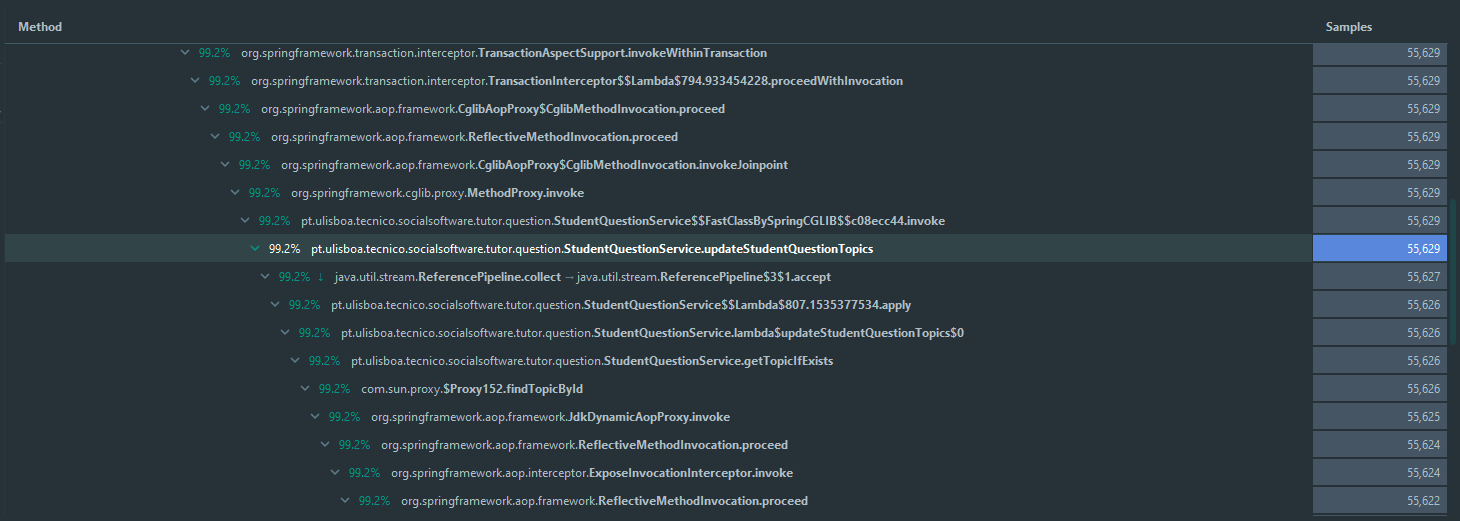 Method Samples
99.2% org.springframework.transaction.interceptor.TransactionAspectSupport.invokeWithinTransaction 55,629
99.2% org.springframework.transaction.interceptor.TransactionInterceptor$$Lambda$794.933454228.proceedWithInvocation 55,629
99.2% org.springframework.aop.framework.CglibAopProxy$CglibMethodInvocation.proceed 55,629
99.2% org.springframework.aop.framework.ReflectiveMethodInvocation.proceed 55,629
99.2% org.springframework.aop.framework.CglibAopProxy$CglibMethodInvocation.invokeJoinpoint 55,629
99.2% org.springframework.cglib.proxy.MethodProxy.invoke 55,629
99.2% pt.ulisboa.tecnico.socialsoftware.tutor.question.StudentQuestionService$$FastClassBySpringCGLIB$$c08ecc44.invoke 55,629
99.2% pt.ulisboa.tecnico.socialsoftware.tutor.question.StudentQuestionService.updateStudentQuestionTopics 55,629
99.2% ↓ java.util.stream.ReferencePipeline.collect → java.util.stream.ReferencePipeline$3$1.accept 55,627
99.2% pt.ulisboa.tecnico.socialsoftware.tutor.question.StudentQuestionService$$Lambda$807.1535377534.apply 55,626
99.2% pt.ulisboa.tecnico.socialsoftware.tutor.question.StudentQuestionService.lambda$updateStudentQuestionTopics$0 55,626
99.2% pt.ulisboa.tecnico.socialsoftware.tutor.question.StudentQuestionService.getTopicIfExists 55,626
99.2% com.sun.proxy.$Proxy152.findTopicById 55,626
99.2% org.springframework.aop.framework.JdkDynamicAopProxy.invoke 55,625
99.2% org.springframework.aop.framework.ReflectiveMethodInvocation.proceed 55,624
99.2% org.springframework.aop.interceptor.ExposeInvocationInterceptor.invoke 55,624
99.2% org.springframework.aop.framework.ReflectiveMethodInvocation.proceed 55,622